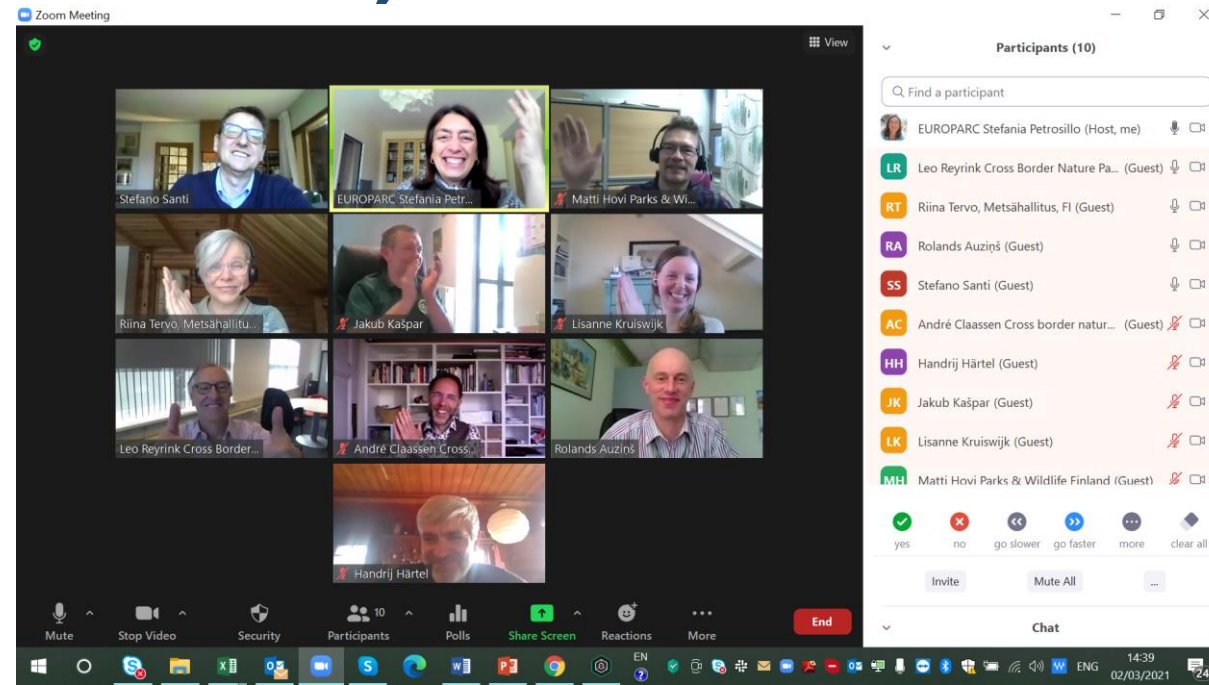 Zoom Meeting
View
Stefano Santi
EUROPARC Stefania Petr...
Matti Hovi Parks & Wi...
Riina Tervo, Metsähallitu...
Jakub Kašpar
Lisanne Kruiswijk
Leo Reyrink Cross Border...
André Claassen Cross...
Rolands Auziņš
Handrij Härtel
Mute
Stop Video
Security
10
Participants
Polls
Share Screen
Reactions
More
End
Participants (10)
Find a participant
EUROPARC Stefania Petrosillo (Host, me)
LR Leo Reyrink Cross Border Nature Pa... (Guest)
RT Riina Tervo, Metsähallitus, FI (Guest)
RA Rolands Auziņš (Guest)
SS Stefano Santi (Guest)
AC André Claassen Cross border natur... (Guest)
HH Handrij Härtel (Guest)
JK Jakub Kašpar (Guest)
LK Lisanne Kruiswijk (Guest)
MH Matti Hovi Parks & Wildlife Finland (Guest)
yes no go slower go faster more clear all
Invite Mute All ...
Chat
EN
ENG
14:39
02/03/2021
24